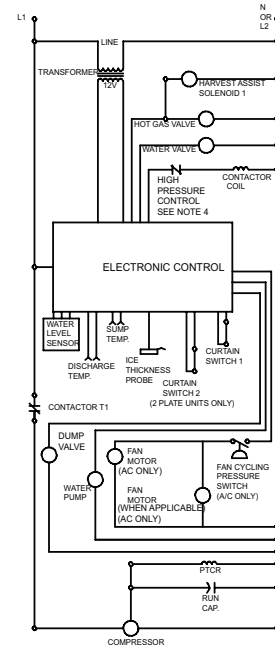 N
OR
L1
L2
LINE
TRANSFORMER
12V
HARVEST ASSIST
SOLENOID 1
HOT GAS VALVE
WATER VALVE
HIGH
PRESSURE
CONTROL
SEE NOTE 4
CONTACTOR
COIL
ELECTRONIC CONTROL
WATER
LEVEL
SENSOR
SUMP
TEMP.
DISCHARGE
TEMP.
ICE
THICKNESS
PROBE
CURTAIN
SWITCH 1
CURTAIN
SWITCH 2
(2 PLATE UNITS ONLY)
CONTACTOR T1
DUMP
VALVE
WATER
PUMP
FAN
MOTOR
(AC ONLY)
FAN
MOTOR
(WHEN APPLICABLE)
(AC ONLY)
FAN CYCLING
PRESSURE
SWITCH
(A/C ONLY)
PTCR
RUN
CAP.
COMPRESSOR